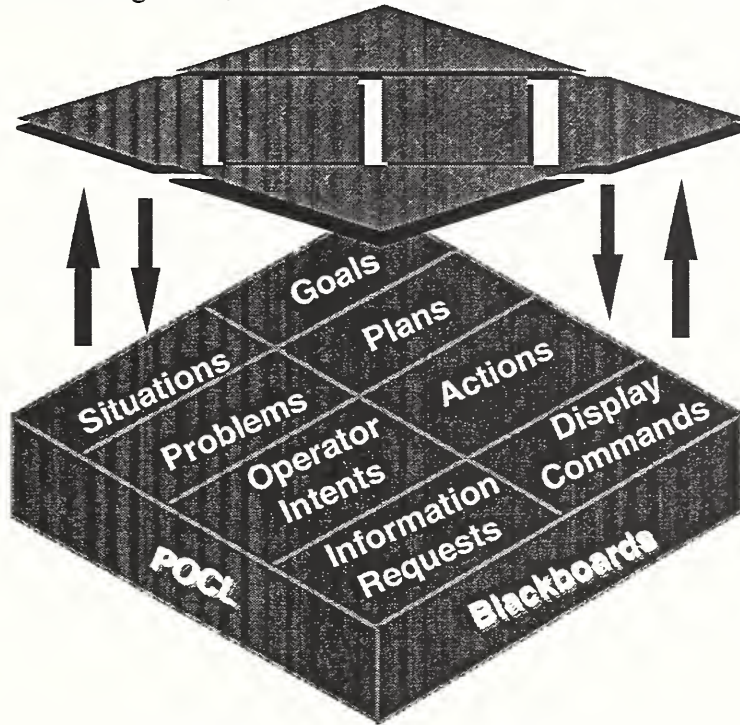 Goals
Plans
Situations
Actions
Problems
Display
Commands
Operator
Intents
Information
Requests
POCL
Blackboards